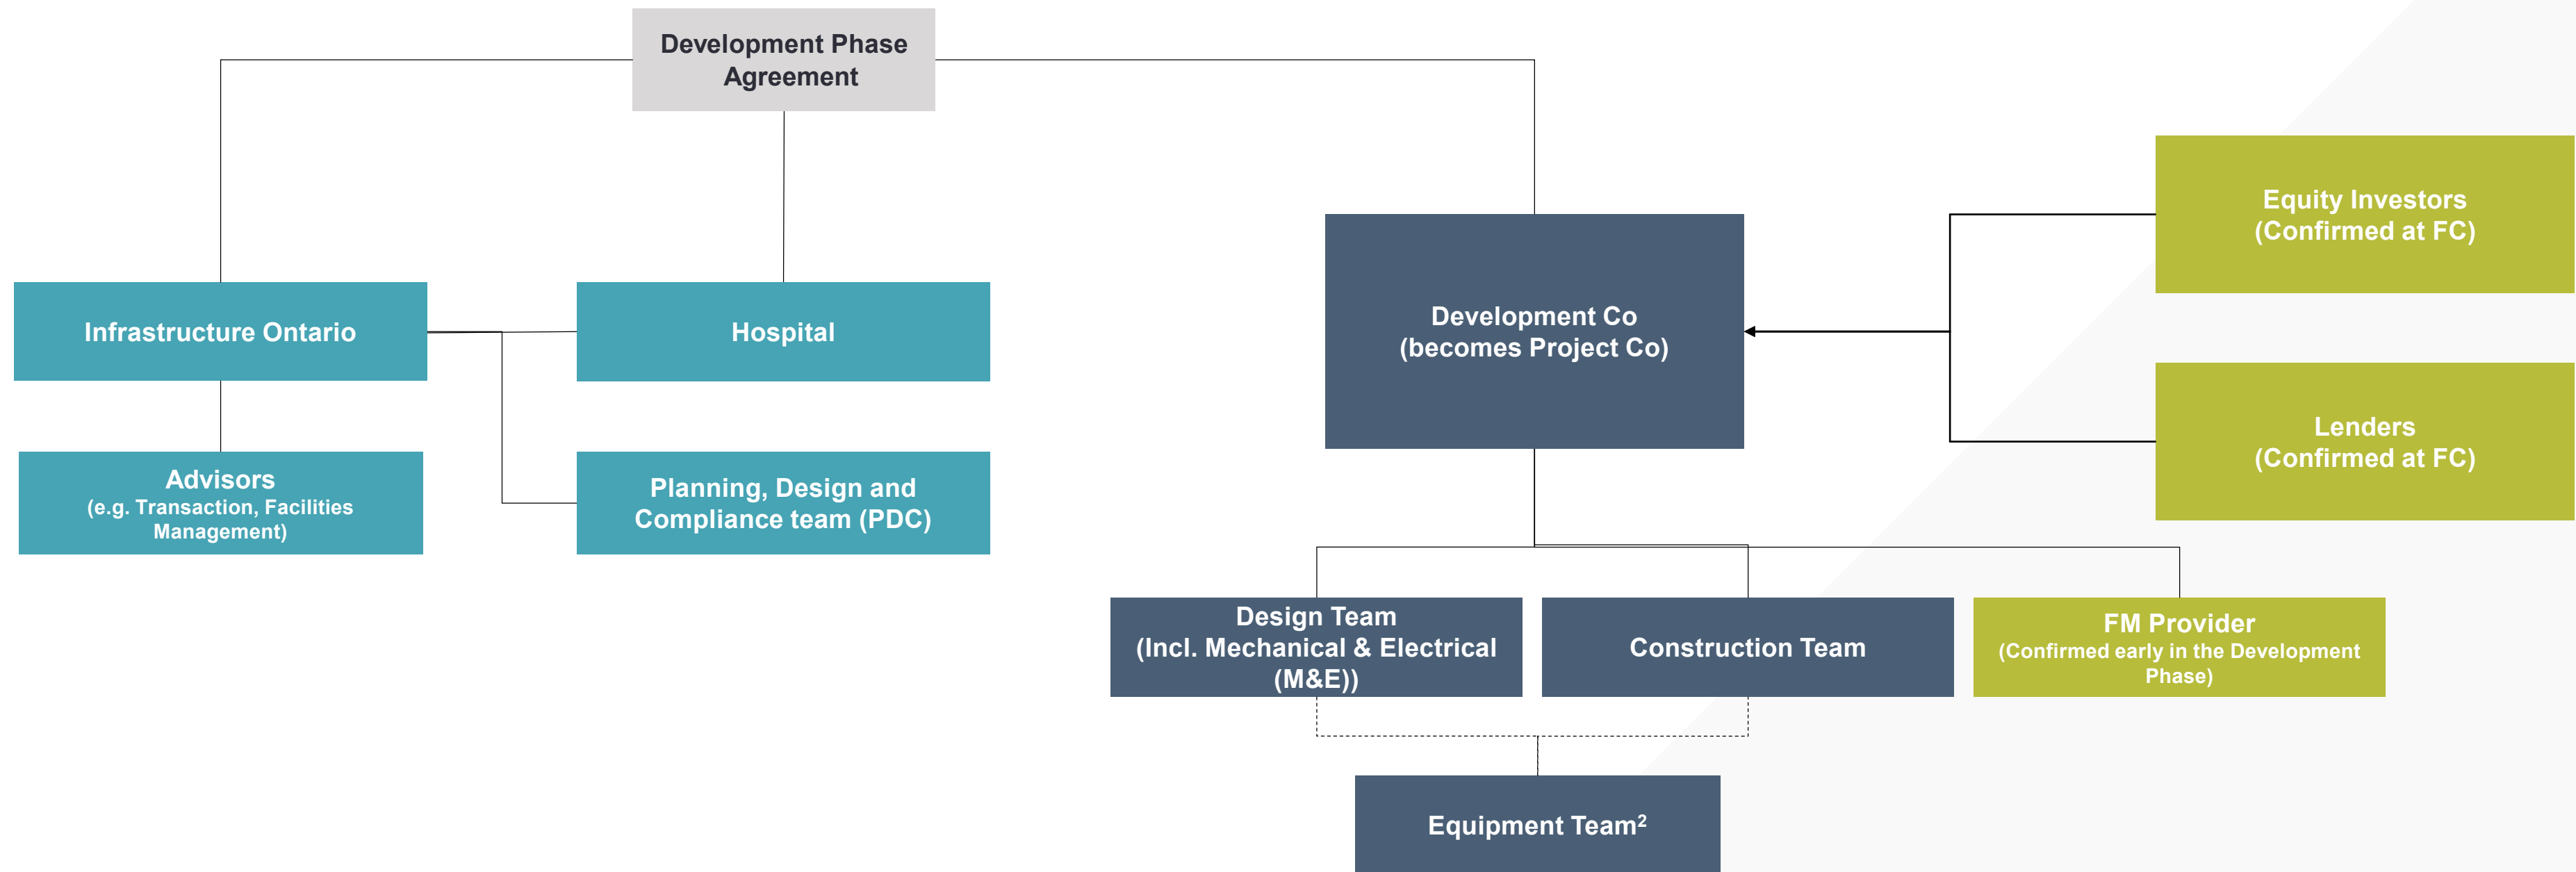 Development Phase
Agreement
Equity Investors
(Confirmed at FC)
Infrastructure Ontario
Hospital
Development Co
(becomes Project Co)
Lenders
(Confirmed at FC)
Advisors
(e.g. Transaction, Facilities
Management)
Planning, Design and
Compliance team (PDC)
Design Team
(Incl. Mechanical & Electrical
(M&E))
Construction Team
FM Provider
(Confirmed early in the Development
Phase)
Equipment Team²